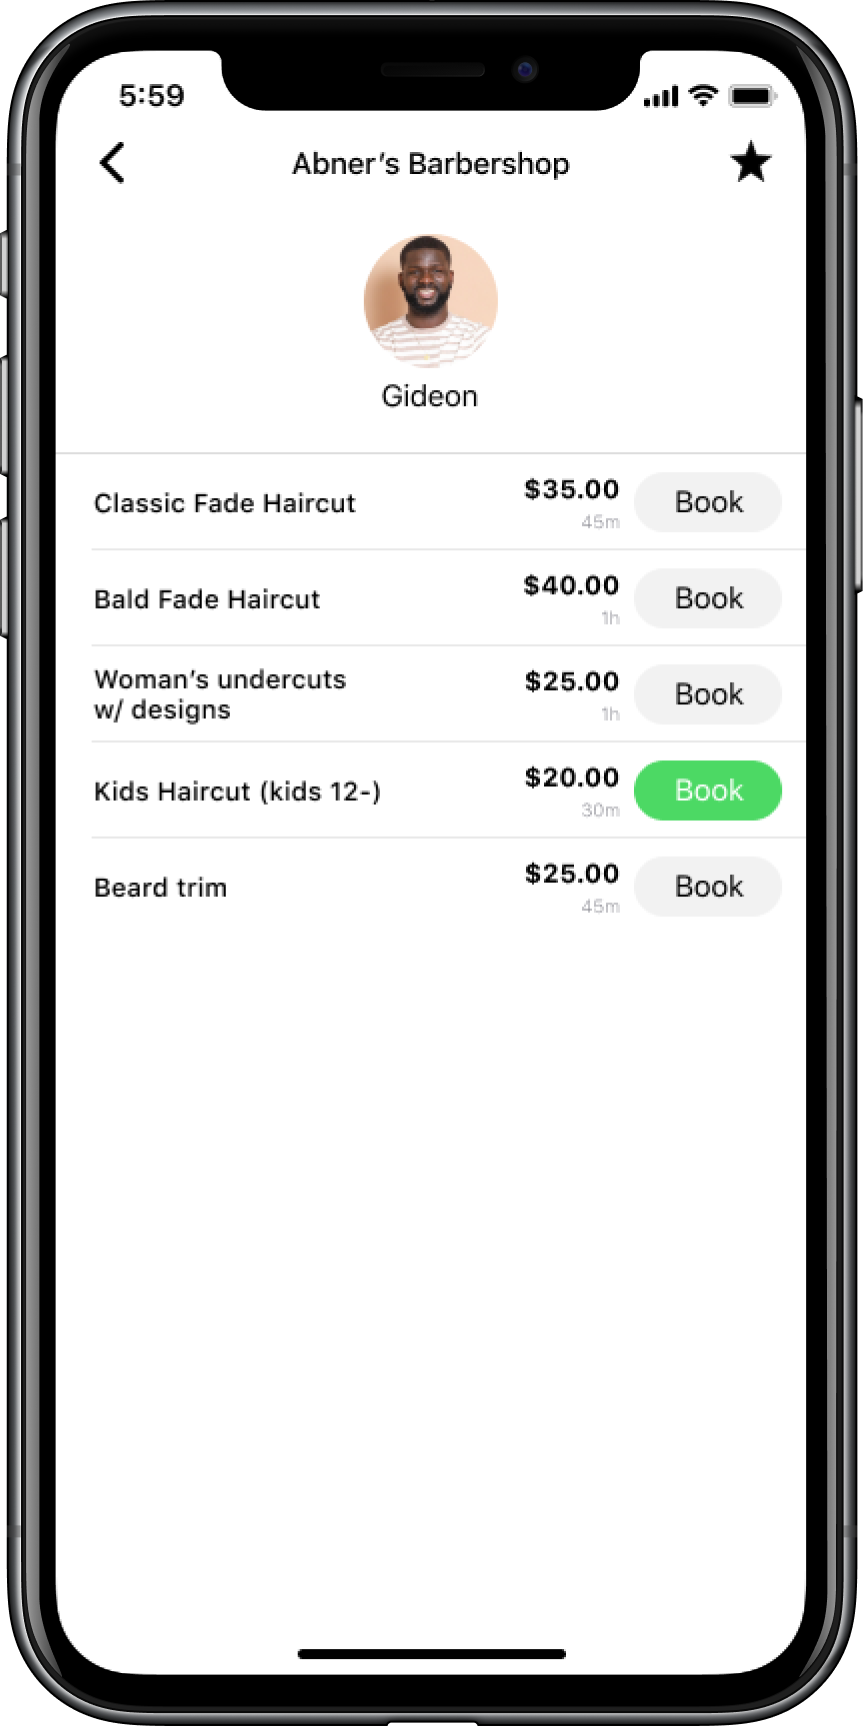 5:59
Abner’s Barbershop
Gideon
Classic Fade Haircut
$35.00
45m
Book
Bald Fade Haircut
$40.00
1h
Book
Woman’s undercuts
w/ designs
$25.00
1h
Book
Kids Haircut (kids 12-)
$20.00
30m
Book
Beard trim
$25.00
45m
Book